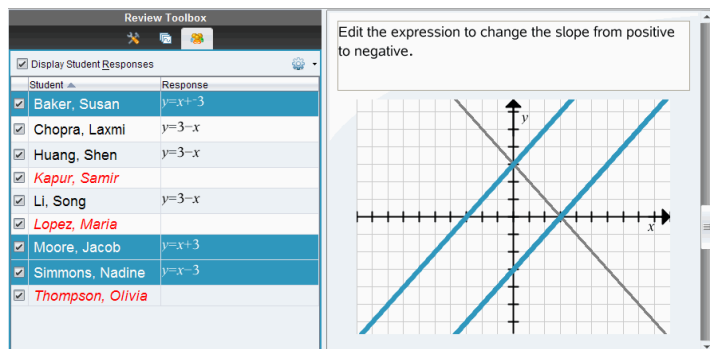 Review Toolbox
Display Student Responses
Student Response
Baker, Susan y=x+-3
Chopra, Laxmi y=3−x
Huang, Shen y=3−x
Kapur, Samir
Li, Song y=3−x
Lopez, Maria
Moore, Jacob y=x+3
Simmons, Nadine y=x−3
Thompson, Olivia
Edit the expression to change the slope from positive
to negative.
y
x